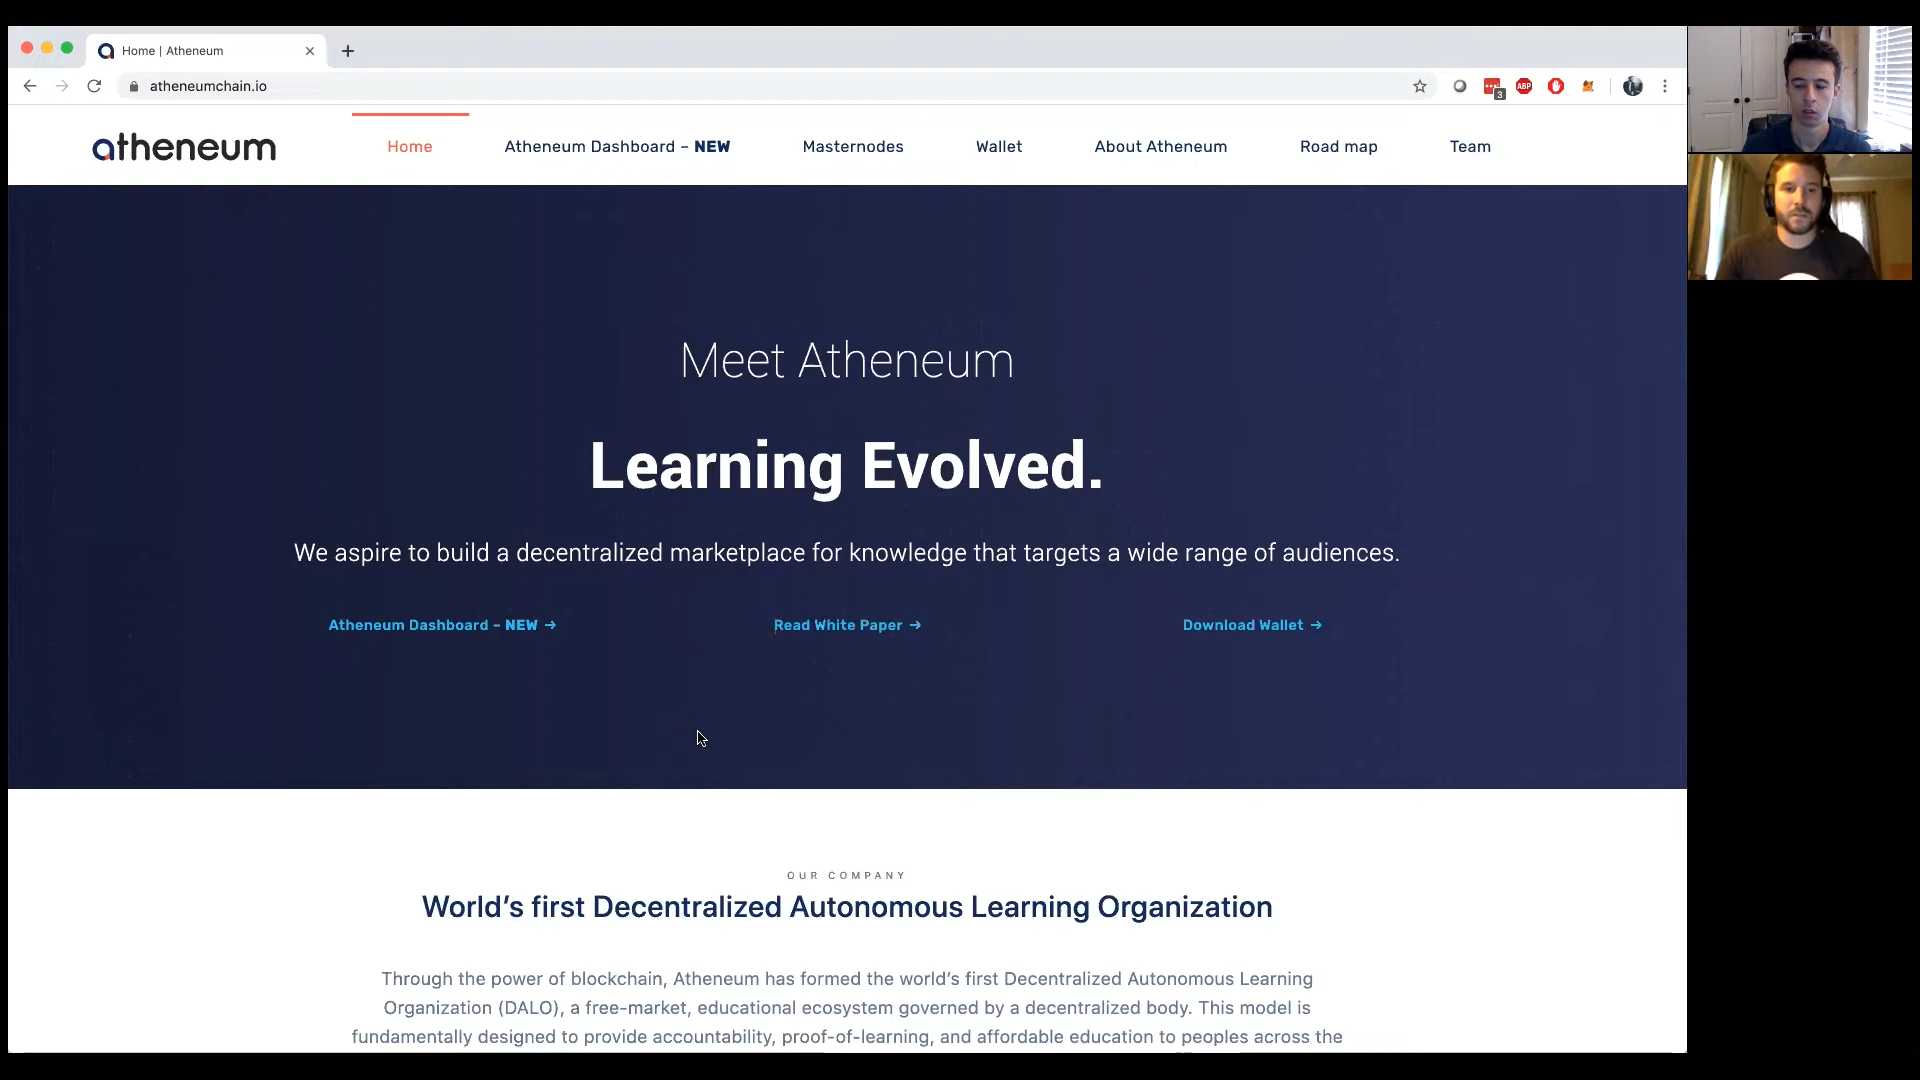 Home | Atheneum
atheneumchain.io
3
ABP
atheneum
Home
Atheneum Dashboard – NEW
Masternodes
Wallet
About Atheneum
Road map
Team
Meet Atheneum
Learning Evolved.
We aspire to build a decentralized marketplace for knowledge that targets a wide range of audiences.
Atheneum Dashboard – NEW →
Read White Paper →
Download Wallet →
OUR COMPANY
World's first Decentralized Autonomous Learning Organization
Through the power of blockchain, Atheneum has formed the world's first Decentralized Autonomous Learning
Organization (DALO), a free-market, educational ecosystem governed by a decentralized body. This model is
fundamentally designed to provide accountability, proof-of-learning, and affordable education to peoples across the